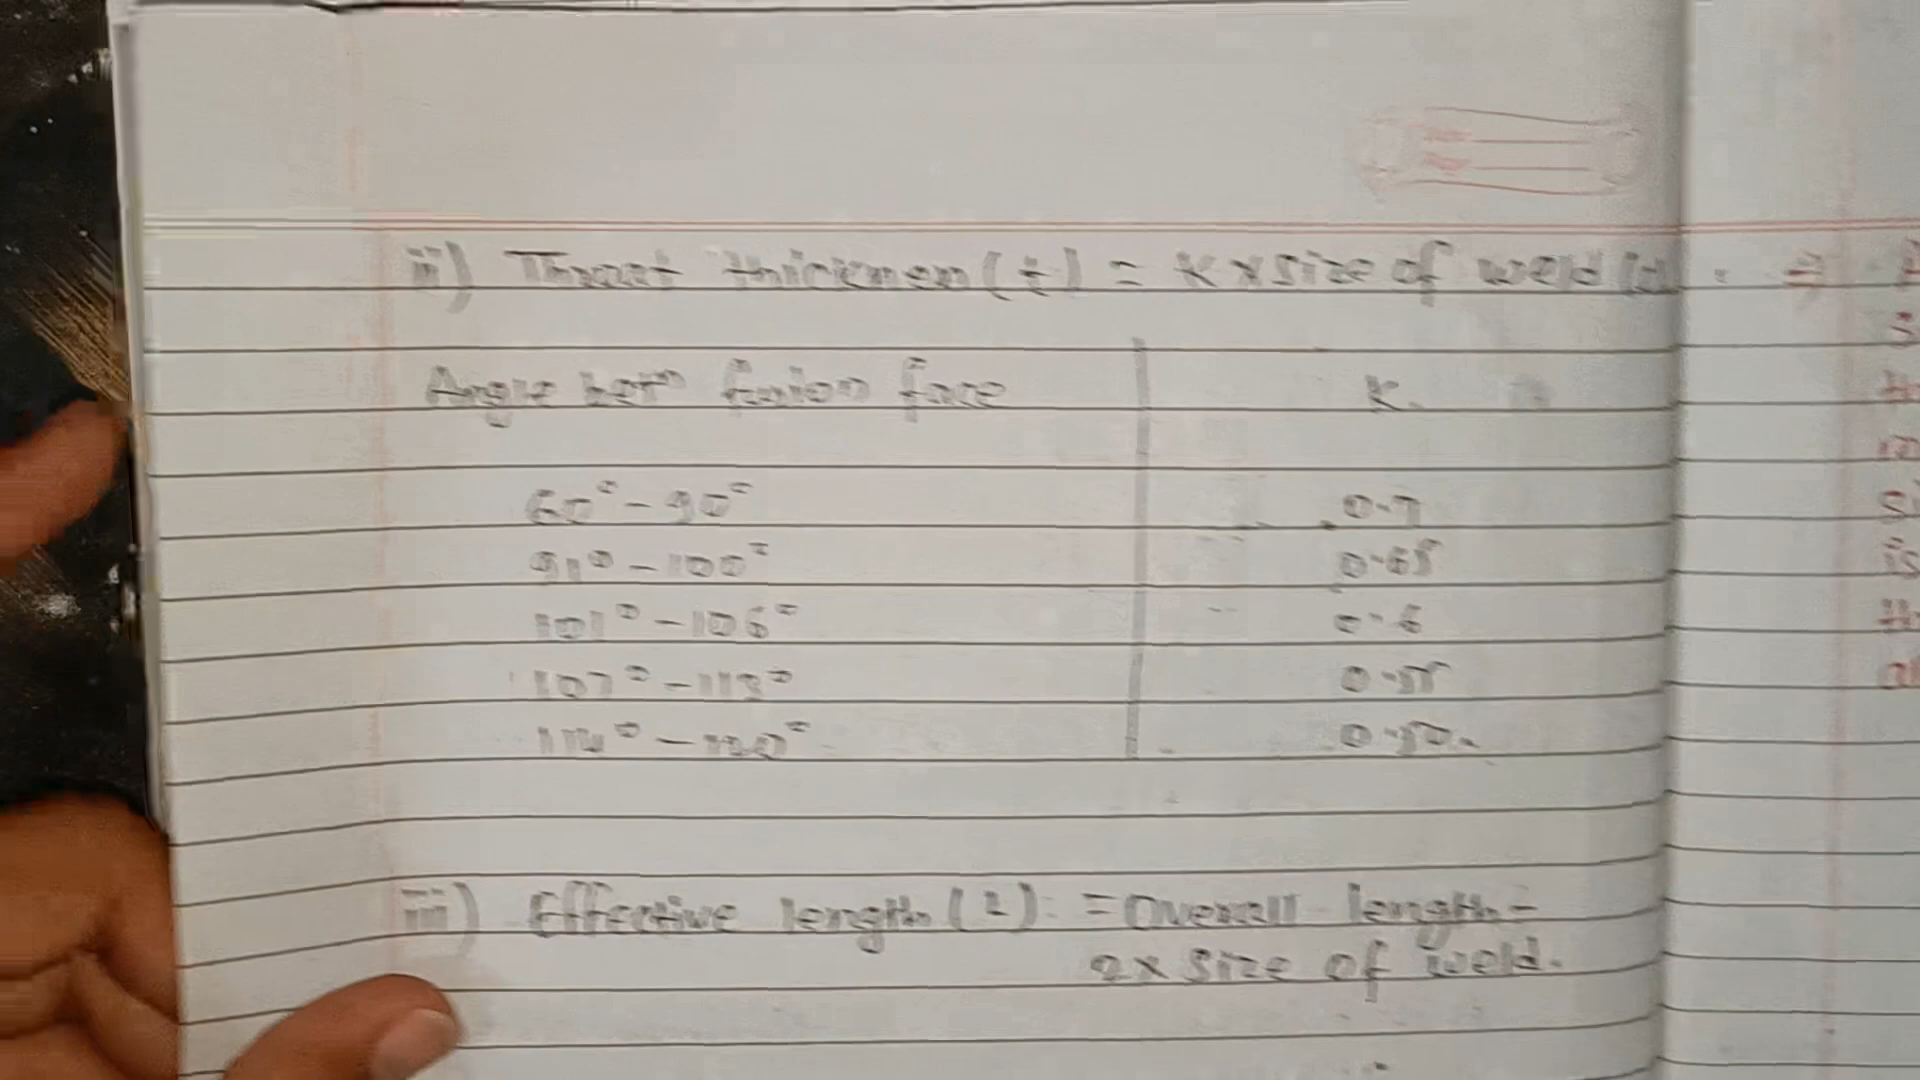 ii) Throat thickness (t) = K x size of weld
Angle betn fusion face K.
60° - 90° 0.7
91° - 100° 0.65
101° - 106° 0.6
107° - 113° 0.55
114° - 120° 0.50.
iii) Effective length (L) = Overall length -
2 x size of weld.